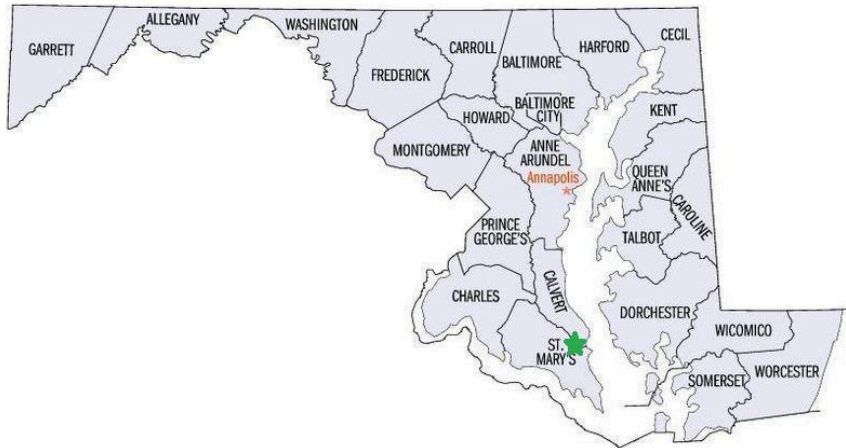 GARRETT
ALLEGANY
WASHINGTON
FREDERICK
CARROLL
BALTIMORE
HARFORD
CECIL
BALTIMORE
CITY
KENT
HOWARD
MONTGOMERY
ANNE
ARUNDEL
Annapolis
*
QUEEN
ANNE'S
CAROLINE
PRINCE
GEORGE'S
TALBOT
CHARLES
CALVERT
DORCHESTER
ST.
MARY'S
WICOMICO
SOMERSET
WORCESTER